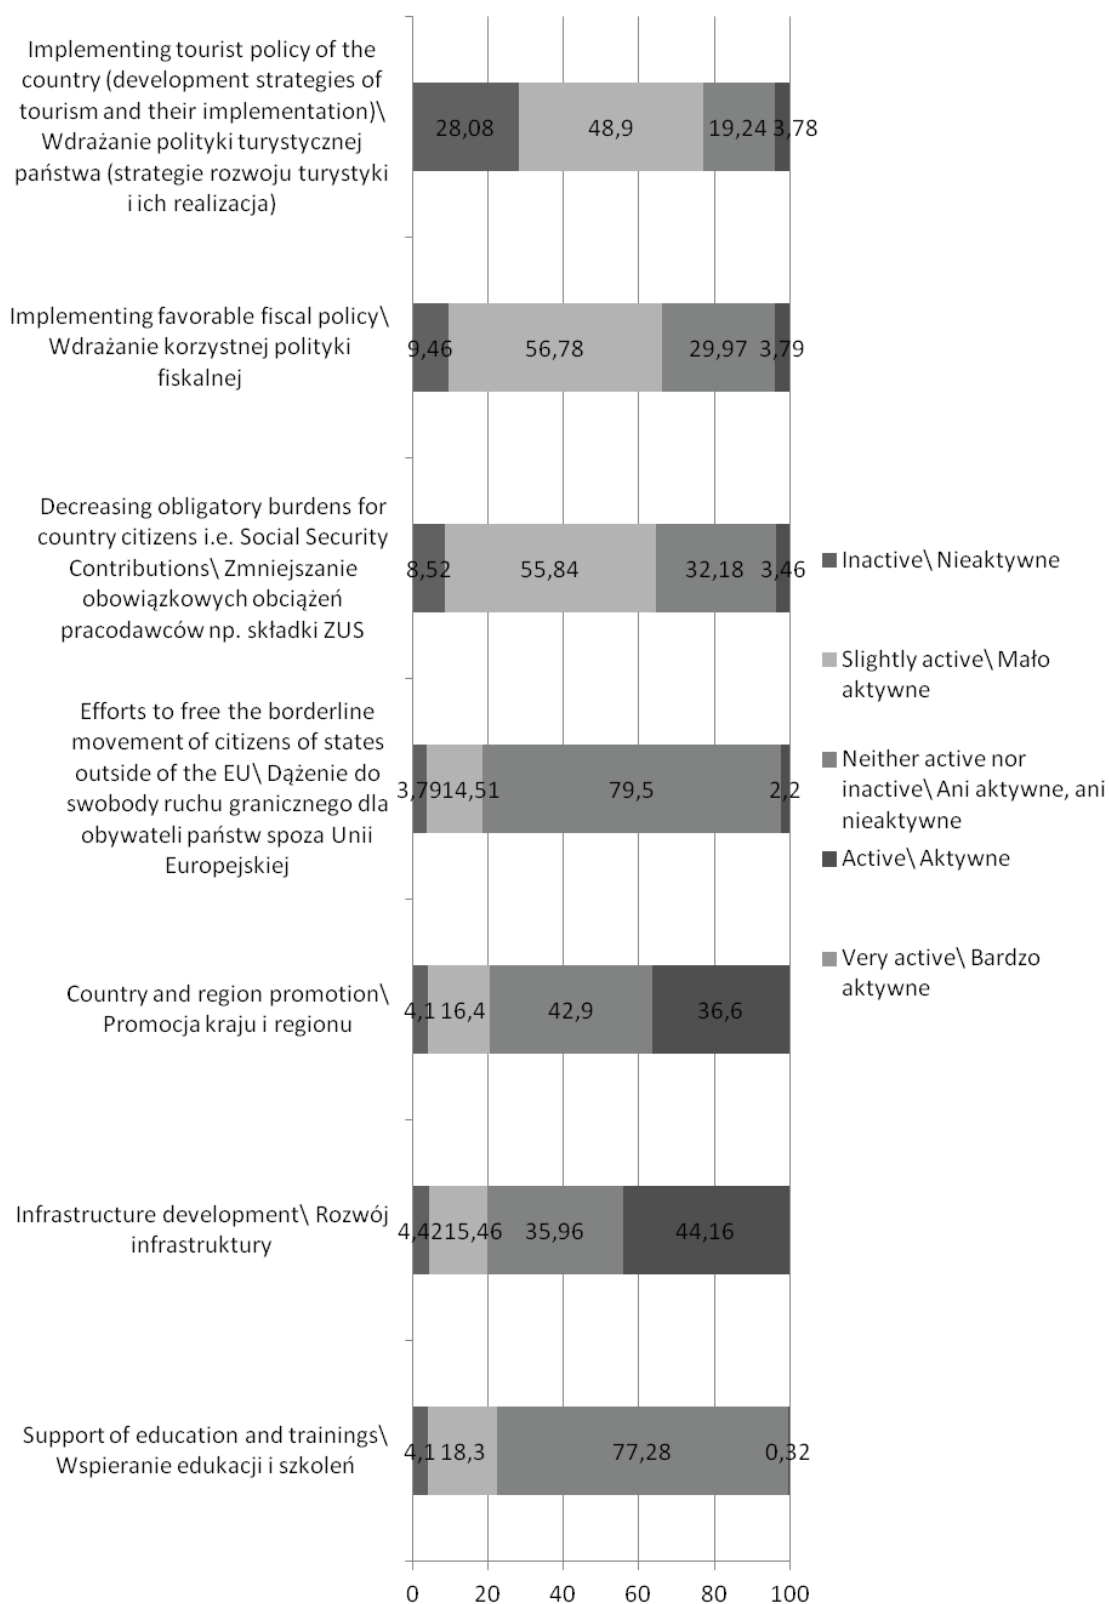 Implementing tourist policy of the
country (development strategies of
tourism and their implementation)\
Wdrażanie polityki turystycznej
państwa (strategie rozwoju turystyki
i ich realizacja)
28,08 48,9 19,24 3,78
Implementing favorable fiscal policy\
Wdrażanie korzystnej polityki
fiskalnej
9,46 56,78 29,97 3,79
Decreasing obligatory burdens for
country citizens i.e. Social Security
Contributions\ Zmniejszanie
obowiązkowych obciążeń
pracodawców np. składki ZUS
8,52 55,84 32,18 3,46
Efforts to free the borderline
movement of citizens of states
outside of the EU\ Dążenie do
swobody ruchu granicznego dla
obywateli państw spoza Unii
Europejskiej
3,79 14,51 79,5 2,2
Country and region promotion\
Promocja kraju i regionu
4,1 16,4 42,9 36,6
Infrastructure development\ Rozwój
infrastruktury
4,42 15,46 35,96 44,16
Support of education and trainings\
Wspieranie edukacji i szkoleń
4,1 18,3 77,28 0,32
0 20 40 60 80 100
Inactive\ Nieaktywne
Slightly active\ Mało
aktywne
Neither active nor
inactive\ Ani aktywne, ani
nieaktywne
Active\ Aktywne
Very active\ Bardzo
aktywne